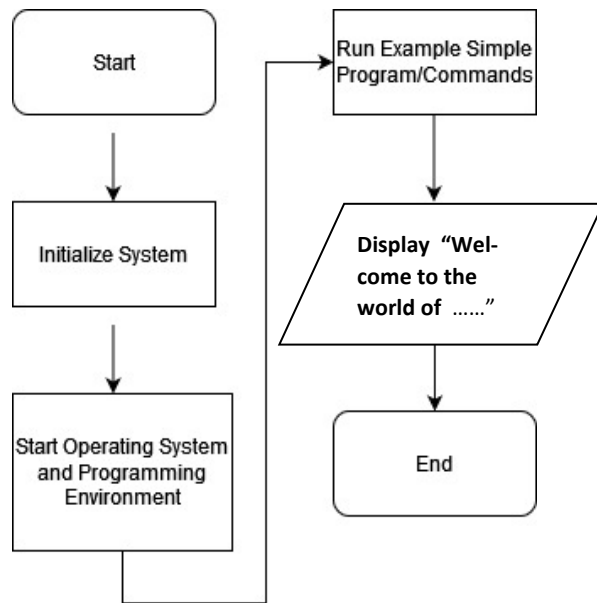 Start
Initialize System
Start Operating System
and Programming
Environment
Run Example Simple
Program/Commands
Display “Wel-
come to the
world of ......”
End